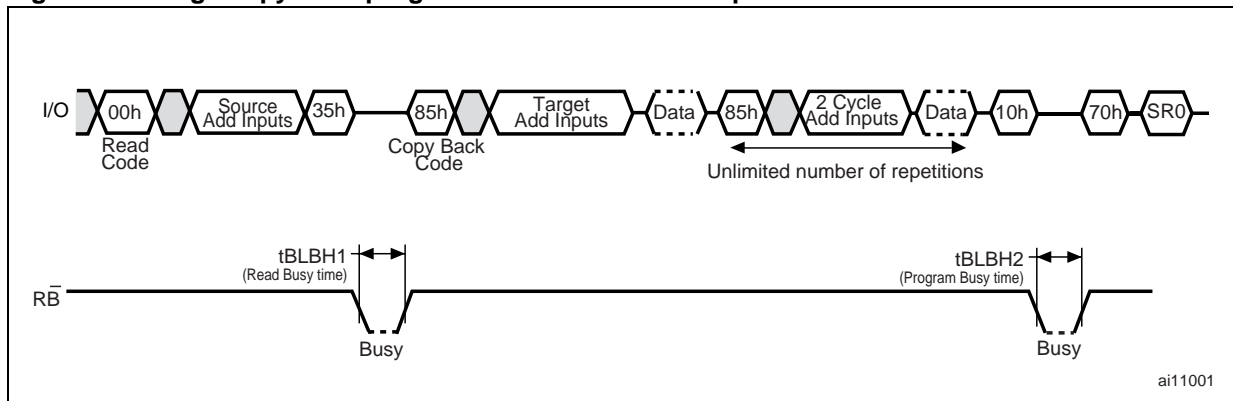 I/O 00h Source Add Inputs 35h 85h Target Add Inputs Data 85h 2 Cycle Add Inputs Data 10h 70h SR0
Read Code
Copy Back Code
Unlimited number of repetitions
tBLBH1
(Read Busy time)
tBLBH2
(Program Busy time)
RB̅
Busy
Busy
ai11001